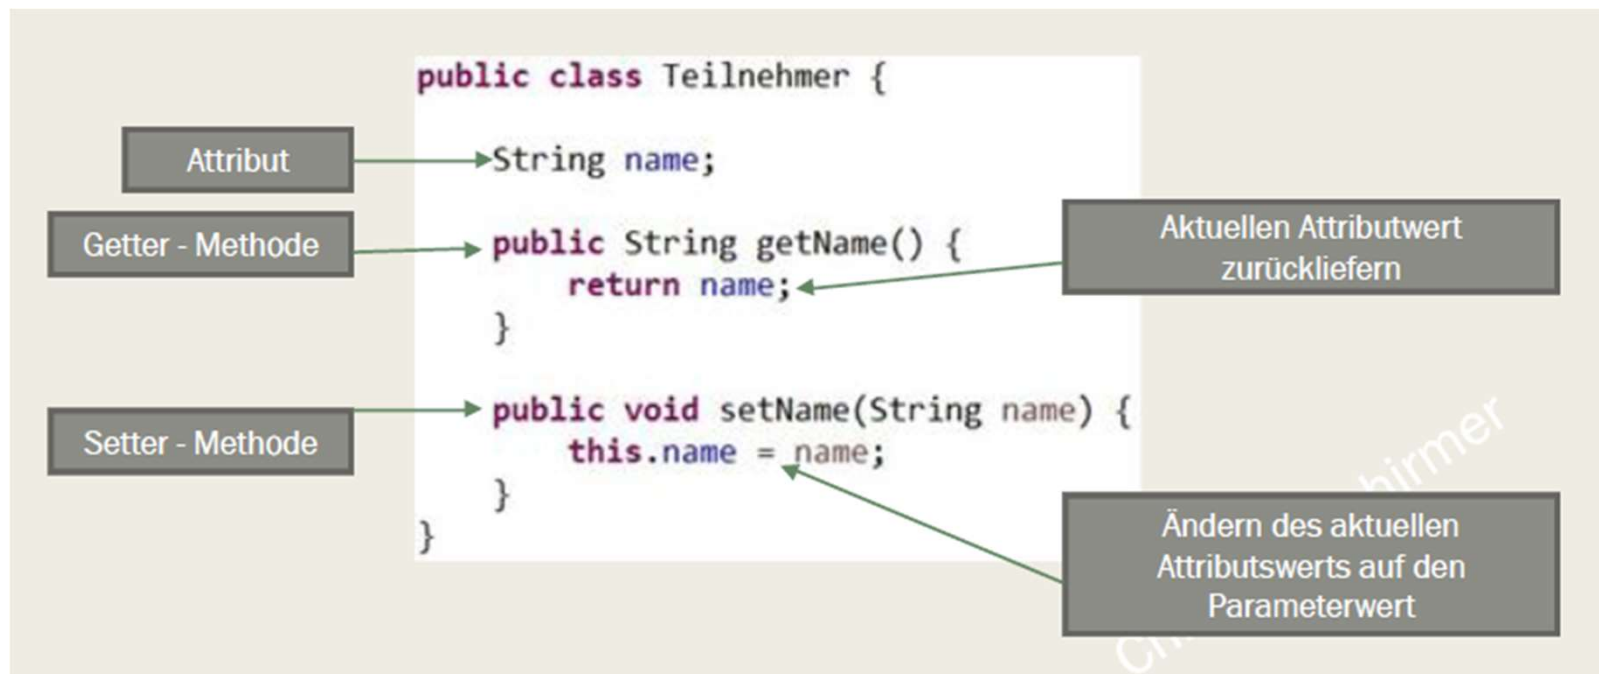 public class Teilnehmer {
Attribut
String name;
Getter - Methode
public String getName() {
return name;
}
Aktuellen Attributwert
zurückliefern
Setter - Methode
public void setName(String name) {
this.name = name;
}
}
Ändern des aktuellen
Attributswerts auf den
Parameterwert